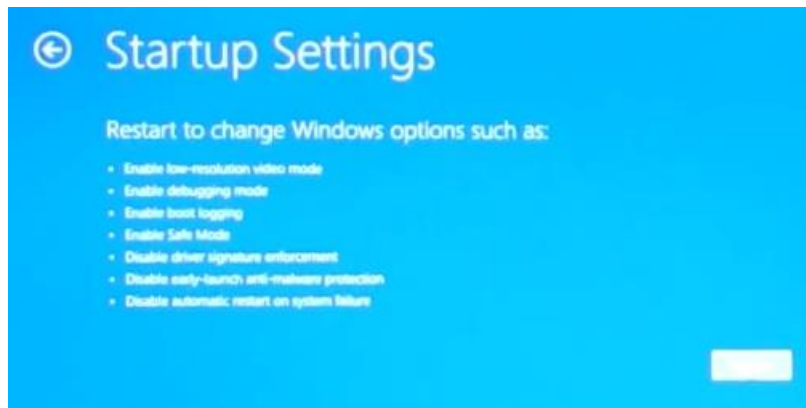 Startup Settings
Restart to change Windows options such as:
• Enable low-resolution video mode
• Enable debugging mode
• Enable boot logging
• Enable Safe Mode
• Disable driver signature enforcement
• Disable early-launch anti-malware protection
• Disable automatic restart on system failure